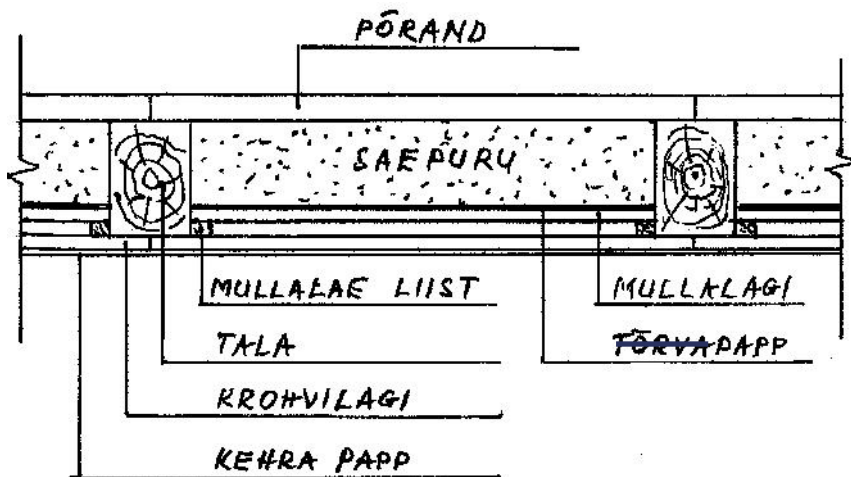 PÕRAND
SAEPURU
MULLALAE LIIST
MULLALAGI
TALA
TÕRVAPAPP
KROHVILAGI
KEHRA PAPP